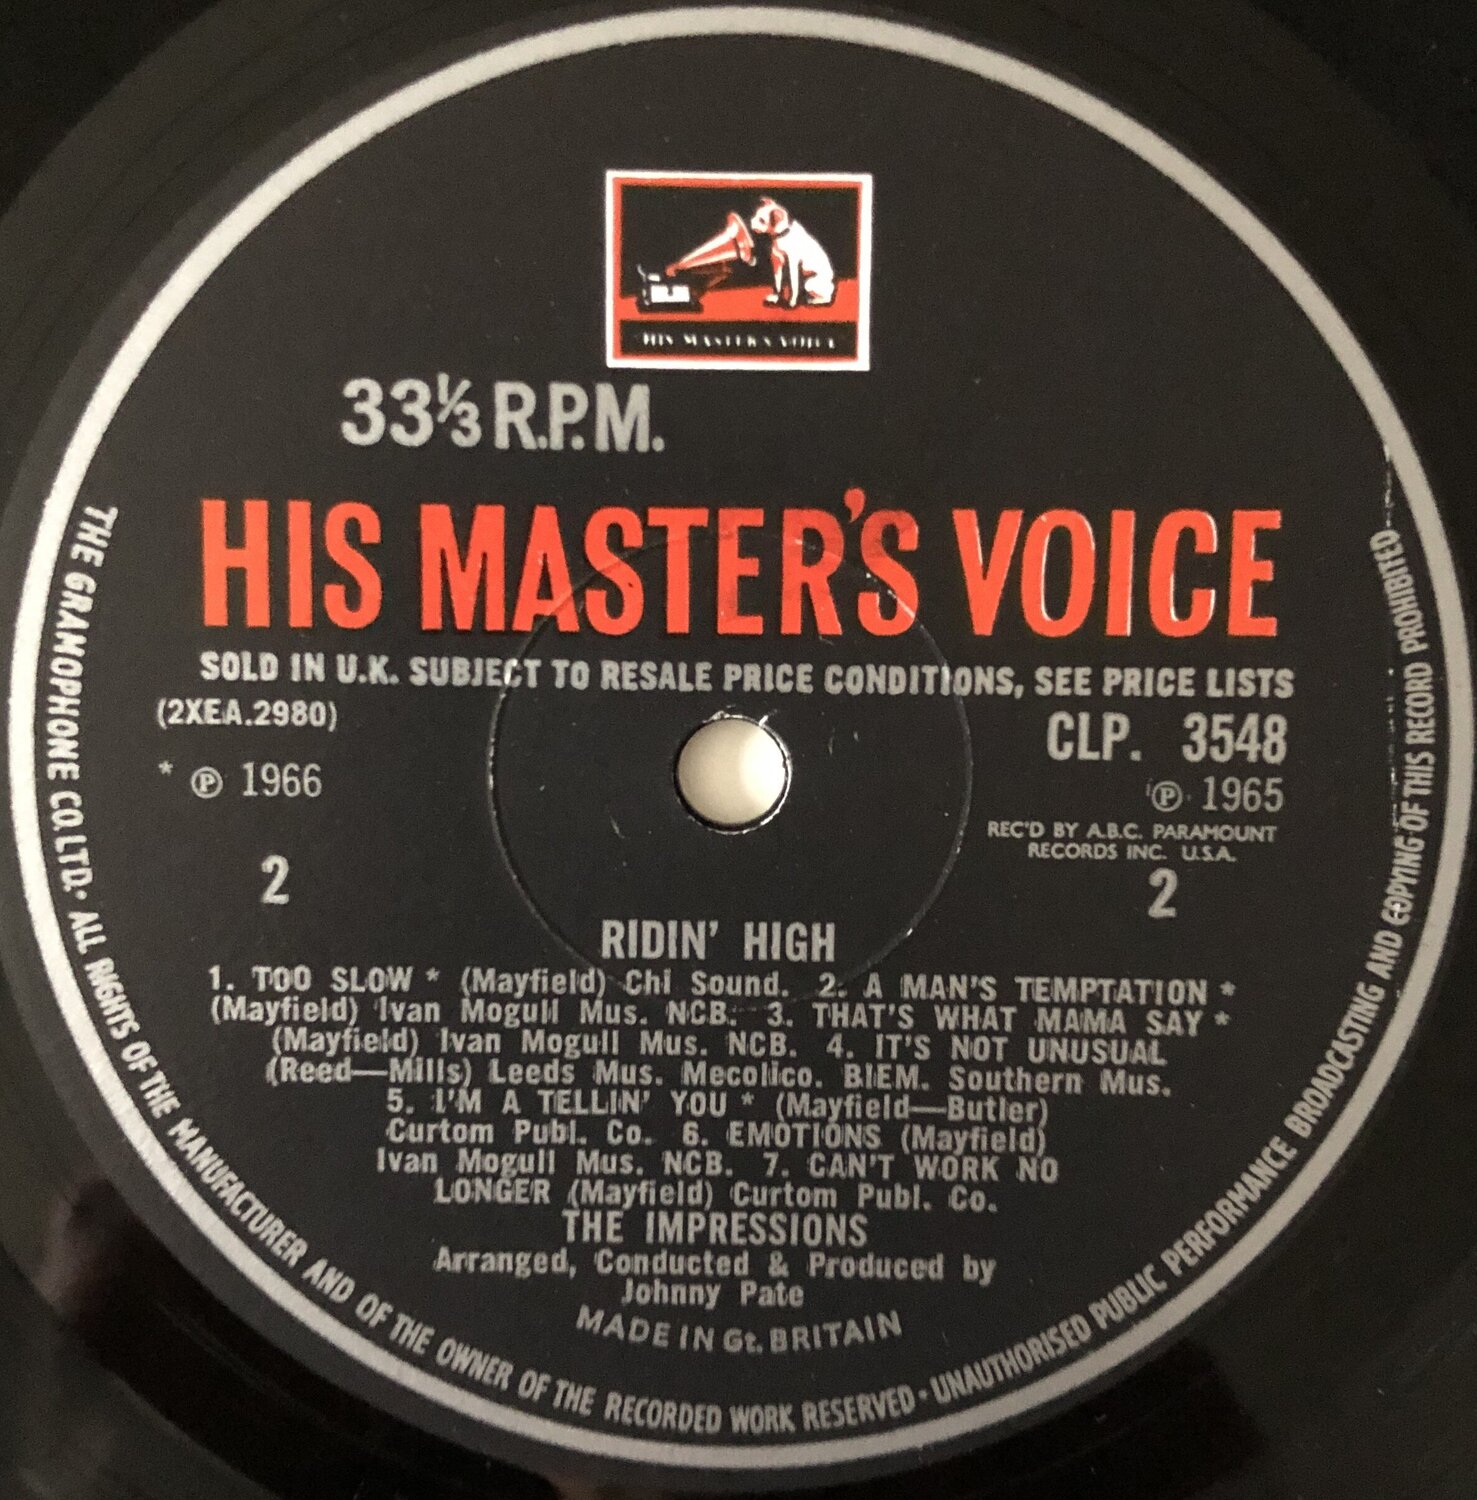 HIS MASTER'S VOICE
33⅓ R.P.M.
HIS MASTER'S VOICE
SOLD IN U.K. SUBJECT TO RESALE PRICE CONDITIONS, SEE PRICE LISTS
(2XEA.2980)
CLP. 3548
* ℗ 1966
℗ 1965
REC'D BY A.B.C. PARAMOUNT
RECORDS INC. U.S.A.
2
2
RIDIN' HIGH
1. TOO SLOW * (Mayfield) Chi Sound. 2. A MAN'S TEMPTATION *
(Mayfield) Ivan Mogull Mus. NCB. 3. THAT'S WHAT MAMA SAY *
(Mayfield) Ivan Mogull Mus. NCB. 4. IT'S NOT UNUSUAL
(Reed—Mills) Leeds Mus. Mecolico. BIEM. Southern Mus.
5. I'M A TELLIN' YOU * (Mayfield—Butler)
Curtom Publ. Co. 6. EMOTIONS (Mayfield)
Ivan Mogull Mus. NCB. 7. CAN'T WORK NO
LONGER (Mayfield) Curtom Publ. Co.
THE IMPRESSIONS
Arranged, Conducted & Produced by
Johnny Pate
MADE IN Gt. BRITAIN
THE GRAMOPHONE CO. LTD. · ALL RIGHTS OF THE MANUFACTURER AND OF THE OWNER OF THE RECORDED WORK RESERVED · UNAUTHORISED PUBLIC PERFORMANCE BROADCASTING AND COPYING OF THIS RECORD PROHIBITED